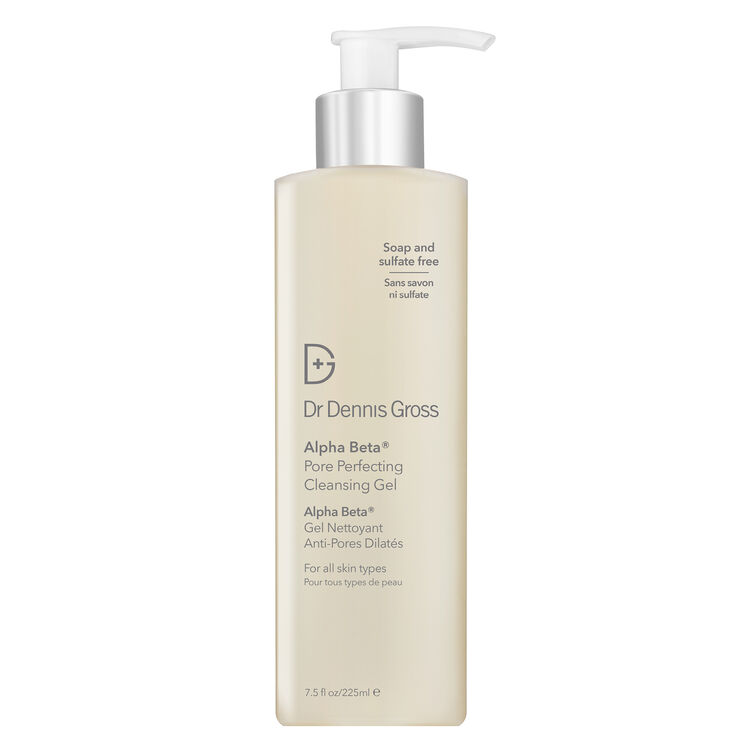 Soap and
sulfate free
Sans savon
ni sulfate
D+G
Dr Dennis Gross
Alpha Beta®
Pore Perfecting
Cleansing Gel
Alpha Beta®
Gel Nettoyant
Anti-Pores Dilatés
For all skin types
Pour tous types de peau
7.5 fl oz/225ml ℮